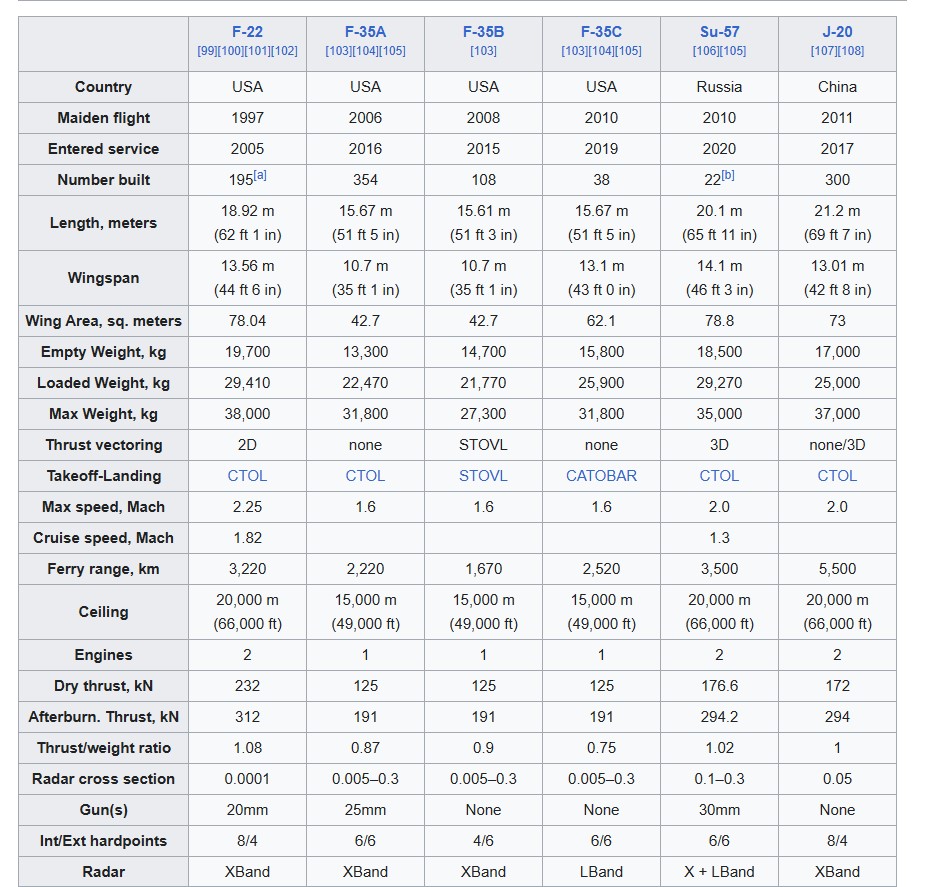 F-22 F-35A F-35B F-35C Su-57 J-20
[99][100][101][102] [103][104][105] [103] [103][104][105] [106][105] [107][108]
Country USA USA USA USA Russia China
Maiden flight 1997 2006 2008 2010 2010 2011
Entered service 2005 2016 2015 2019 2020 2017
Number built 195[a] 354 108 38 22[b] 300
Length, meters 18.92 m 15.67 m 15.61 m 15.67 m 20.1 m 21.2 m
(62 ft 1 in) (51 ft 5 in) (51 ft 3 in) (51 ft 5 in) (65 ft 11 in) (69 ft 7 in)
Wingspan 13.56 m 10.7 m 10.7 m 13.1 m 14.1 m 13.01 m
(44 ft 6 in) (35 ft 1 in) (35 ft 1 in) (43 ft 0 in) (46 ft 3 in) (42 ft 8 in)
Wing Area, sq. meters 78.04 42.7 42.7 62.1 78.8 73
Empty Weight, kg 19,700 13,300 14,700 15,800 18,500 17,000
Loaded Weight, kg 29,410 22,470 21,770 25,900 29,270 25,000
Max Weight, kg 38,000 31,800 27,300 31,800 35,000 37,000
Thrust vectoring 2D none STOVL none 3D none/3D
Takeoff-Landing CTOL CTOL STOVL CATOBAR CTOL CTOL
Max speed, Mach 2.25 1.6 1.6 1.6 2.0 2.0
Cruise speed, Mach 1.82 1.3
Ferry range, km 3,220 2,220 1,670 2,520 3,500 5,500
Ceiling 20,000 m 15,000 m 15,000 m 15,000 m 20,000 m 20,000 m
(66,000 ft) (49,000 ft) (49,000 ft) (49,000 ft) (66,000 ft) (66,000 ft)
Engines 2 1 1 1 2 2
Dry thrust, kN 232 125 125 125 176.6 172
Afterburn. Thrust, kN 312 191 191 191 294.2 294
Thrust/weight ratio 1.08 0.87 0.9 0.75 1.02 1
Radar cross section 0.0001 0.005–0.3 0.005–0.3 0.005–0.3 0.1–0.3 0.05
Gun(s) 20mm 25mm None None 30mm None
Int/Ext hardpoints 8/4 6/6 4/6 6/6 6/6 8/4
Radar XBand XBand XBand LBand X + LBand XBand